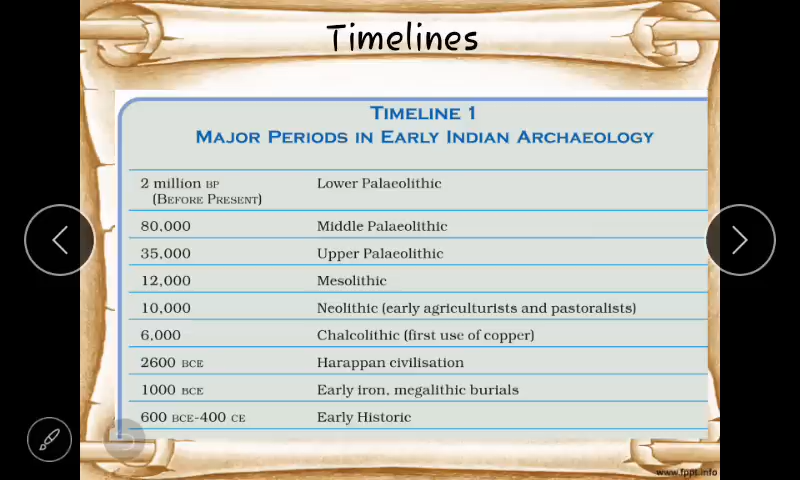 Timelines
TIMELINE 1
MAJOR PERIODS IN EARLY INDIAN ARCHAEOLOGY
2 million BP Lower Palaeolithic
(BEFORE PRESENT)
80,000 Middle Palaeolithic
35,000 Upper Palaeolithic
12,000 Mesolithic
10,000 Neolithic (early agriculturists and pastoralists)
6,000 Chalcolithic (first use of copper)
2600 BCE Harappan civilisation
1000 BCE Early iron, megalithic burials
600 BCE-400 CE Early Historic
www.fppt.info